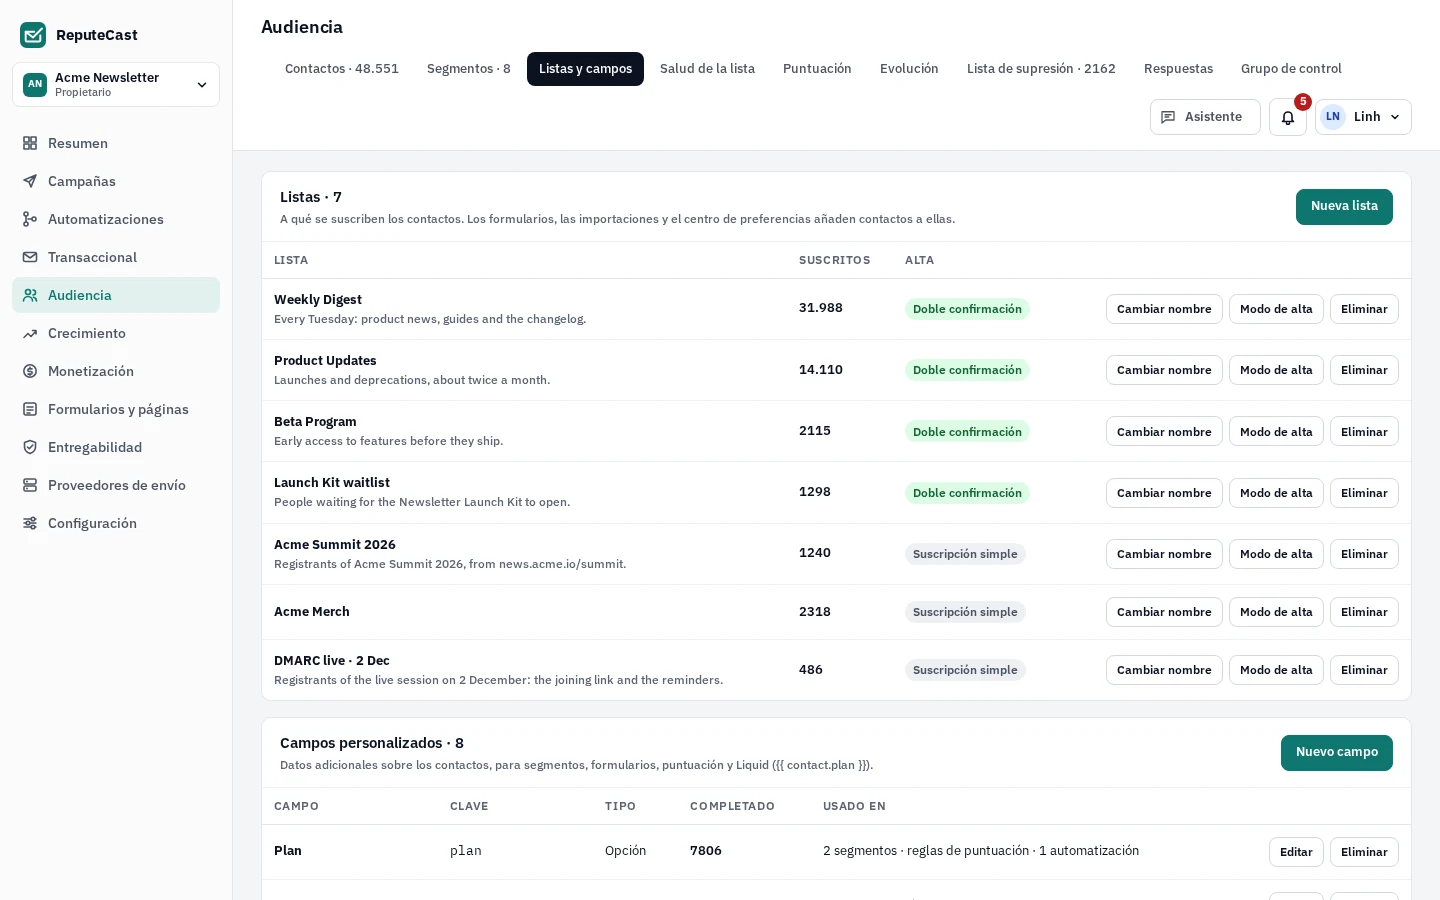 ReputeCast
AN
Acme Newsletter
Propietario
Resumen
Campañas
Automatizaciones
Transaccional
Audiencia
Crecimiento
Monetización
Formularios y páginas
Entregabilidad
Proveedores de envío
Configuración
Audiencia
Contactos · 48.551
Segmentos · 8
Listas y campos
Salud de la lista
Puntuación
Evolución
Lista de supresión · 2162
Respuestas
Grupo de control
Asistente
5
LN
Linh
Listas · 7
A qué se suscriben los contactos. Los formularios, las importaciones y el centro de preferencias añaden contactos a ellas.
Nueva lista
LISTA SUSCRITOS ALTA
Weekly Digest
Every Tuesday: product news, guides and the changelog.
31.988 Doble confirmación Cambiar nombre Modo de alta Eliminar
Product Updates
Launches and deprecations, about twice a month.
14.110 Doble confirmación Cambiar nombre Modo de alta Eliminar
Beta Program
Early access to features before they ship.
2115 Doble confirmación Cambiar nombre Modo de alta Eliminar
Launch Kit waitlist
People waiting for the Newsletter Launch Kit to open.
1298 Doble confirmación Cambiar nombre Modo de alta Eliminar
Acme Summit 2026
Registrants of Acme Summit 2026, from news.acme.io/summit.
1240 Suscripción simple Cambiar nombre Modo de alta Eliminar
Acme Merch
2318 Suscripción simple Cambiar nombre Modo de alta Eliminar
DMARC live · 2 Dec
Registrants of the live session on 2 December: the joining link and the reminders.
486 Suscripción simple Cambiar nombre Modo de alta Eliminar
Campos personalizados · 8
Datos adicionales sobre los contactos, para segmentos, formularios, puntuación y Liquid ({{ contact.plan }}).
Nuevo campo
CAMPO CLAVE TIPO COMPLETADO USADO EN
Plan plan Opción 7806 2 segmentos · reglas de puntuación · 1 automatización Editar Eliminar